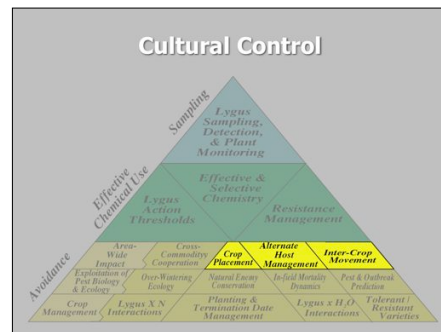 Cultural Control
Sampling
Lygus
Sampling,
Detection,
& Plant
Monitoring
Effective
Chemical Use
Lygus
Action
Thresholds
Effective &
Selective
Chemistry
Resistance
Management
Avoidance
Area-
Wide
Impact
Cross-
Commodity
Cooperation
Crop
Placement
Alternate
Host
Management
Inter-Crop
Movement
Exploitation of
Pest Biology
& Ecology
Over-Wintering
Ecology
Natural Enemy
Conservation
In-field Mortality
Dynamics
Pest & Outbreak
Prediction
Crop
Management
Lygus X N
Interactions
Planting &
Termination Date
Management
Lygus x H2O
Interactions
Tolerant /
Resistant
Varieties